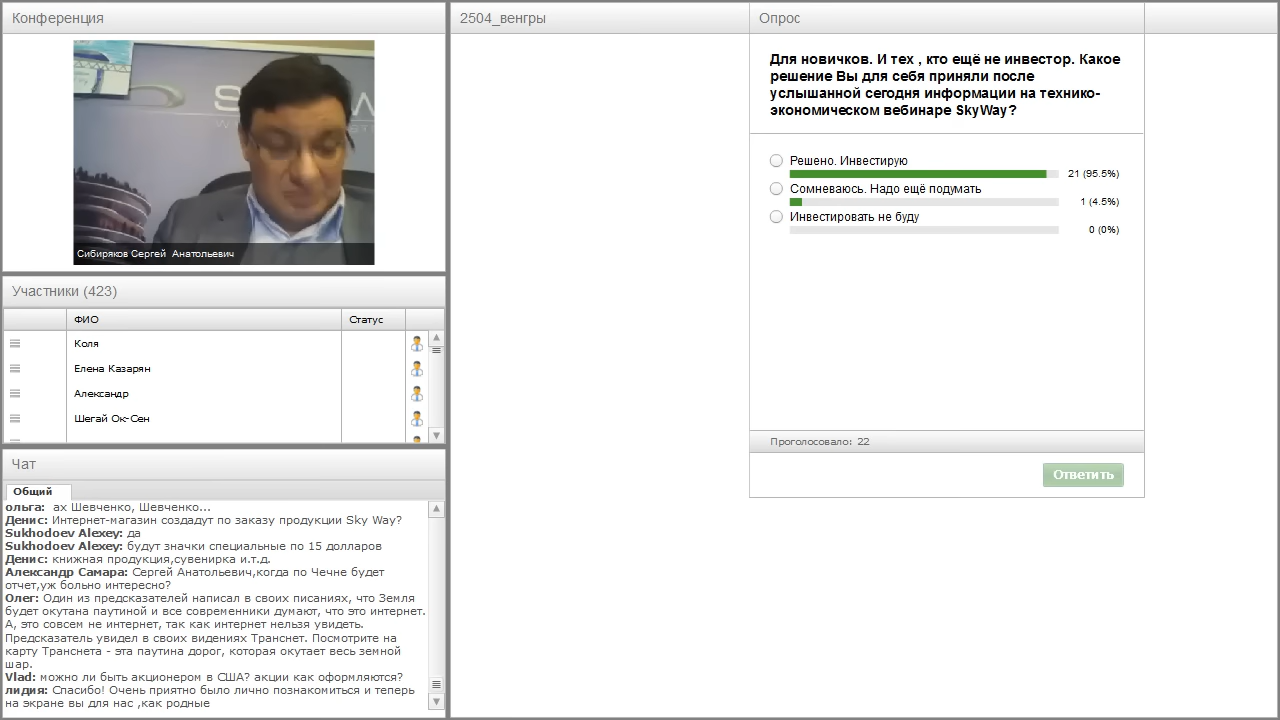 Конференция
Сибиряков Сергей Анатольевич
Участники (423)
ФИО
Статус
Коля
Елена Казарян
Александр
Шегай Ок-Сен
Чат
Общий
ольга: ах Шевченко, Шевченко...
Денис: Интернет-магазин создадут по заказу продукции Sky Way?
Sukhodoev Alexey: да
Sukhodoev Alexey: будут значки специальные по 15 долларов
Денис: книжная продукция,сувенирка и.т.д.
Александр Самара: Сергей Анатольевич,когда по Чечне будет
отчет,уж больно интересно?
Олег: Один из предсказателей написал в своих писаниях, что Земля
будет окутана паутиной и все современники думают, что это интернет.
А, это совсем не интернет, так как интернет нельзя увидеть.
Предсказатель увидел в своих видениях Транснет. Посмотрите на
карту Транснета - эта паутина дорог, которая окутает весь земной
шар.
Vlad: можно ли быть акционером в США? акции как оформляются?
лидия: Спасибо! Очень приятно было лично познакомиться и теперь
на экране вы для нас ,как родные
2504_венгры
Опрос
Для новичков. И тех , кто ещё не инвестор. Какое
решение Вы для себя приняли после
услышанной сегодня информации на технико-
экономическом вебинаре SkyWay?
Решено. Инвестирую
21 (95.5%)
Сомневаюсь. Надо ещё подумать
1 (4.5%)
Инвестировать не буду
0 (0%)
Проголосовало: 22
Ответить